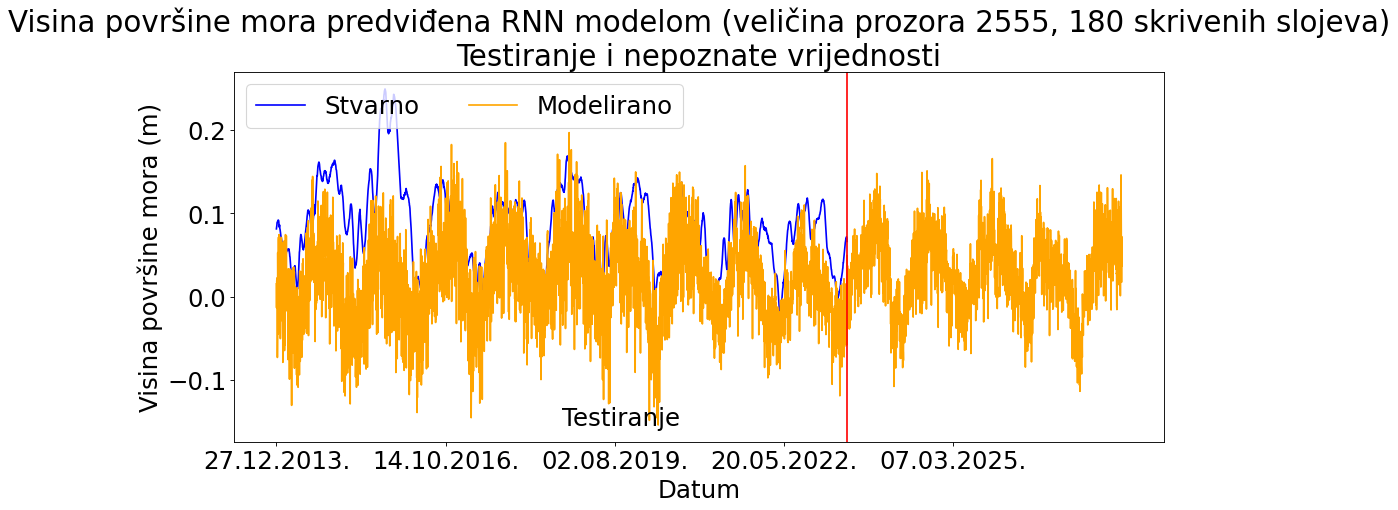 Visina površine mora predviđena RNN modelom (veličina prozora 2555, 180 skrivenih slojeva)
Testiranje i nepoznate vrijednosti
Stvarno
Modelirano
Visina površine mora (m)
0.2
0.1
0.0
−0.1
Testiranje
27.12.2013.
14.10.2016.
02.08.2019.
20.05.2022.
07.03.2025.
Datum